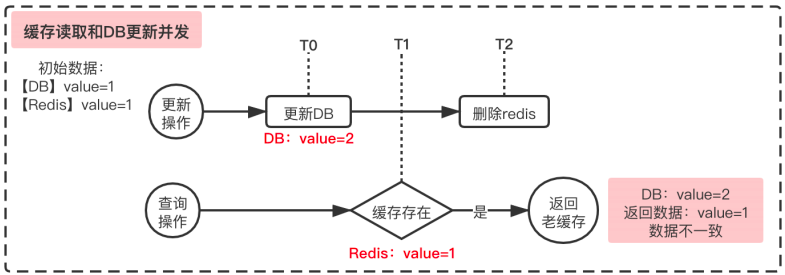 缓存读取和DB更新并发
初始数据：
【DB】value=1
【Redis】value=1
T0
T1
T2
更新
操作
更新DB
删除redis
DB：value=2
查询
操作
缓存存在
是
返回
老缓存
Redis：value=1
DB：value=2
返回数据：value=1
数据不一致